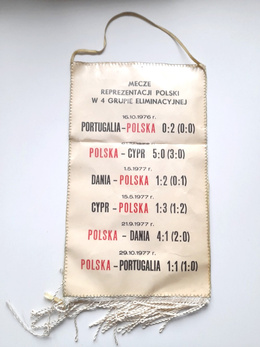 MECZE
REPREZENTACJI POLSKI
W 4 GRUPIE ELIMINACYJNEJ
16.10.1976 r.
PORTUGALIA–POLSKA 0:2 (0:0)
POLSKA – CYPR 5:0 (3:0)
1.5.1977 r.
DANIA – POLSKA 1:2 (0:1)
15.5.1977 r.
CYPR – POLSKA 1:3 (1:2)
21.9.1977 r.
POLSKA – DANIA 4:1 (2:0)
29.10.1977 r.
POLSKA – PORTUGALIA 1:1 (1:0)